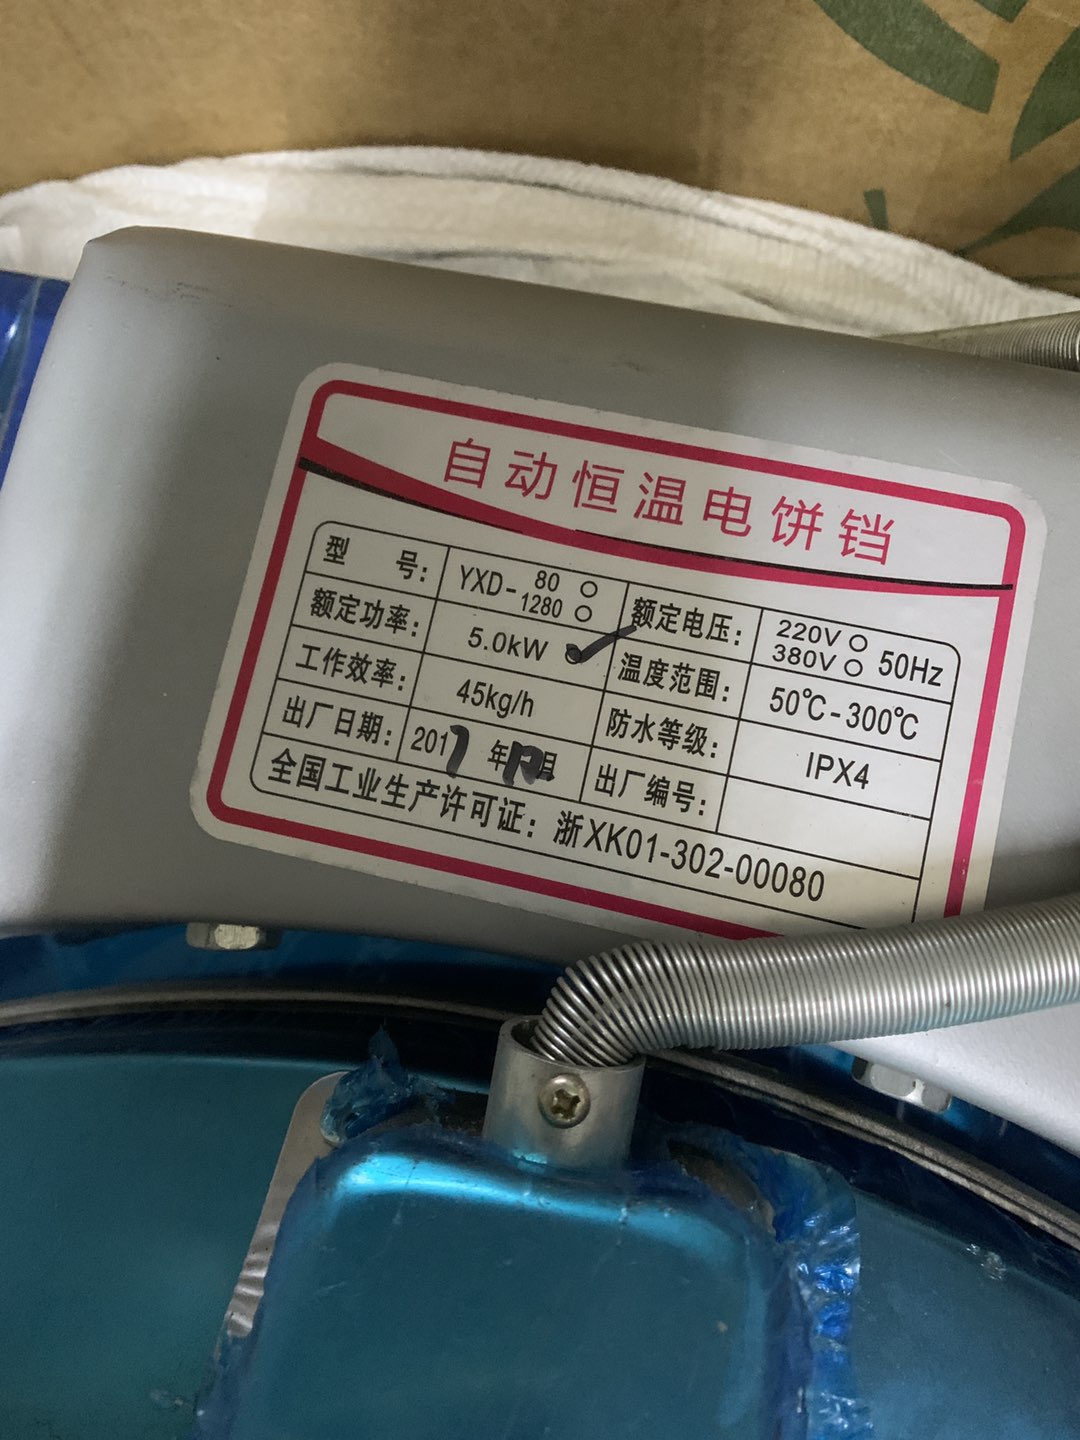 自动恒温电饼铛
型 号: YXD-80 ○ 1280 ○ 额定电压: 220V ○ 380V ○ 50Hz
额定功率: 5.0kW ✓ 温度范围: 50℃-300℃
工作效率: 45kg/h 防水等级: IPX4
出厂日期: 2017 年12月 出厂编号:
全国工业生产许可证: 浙XK01-302-00080